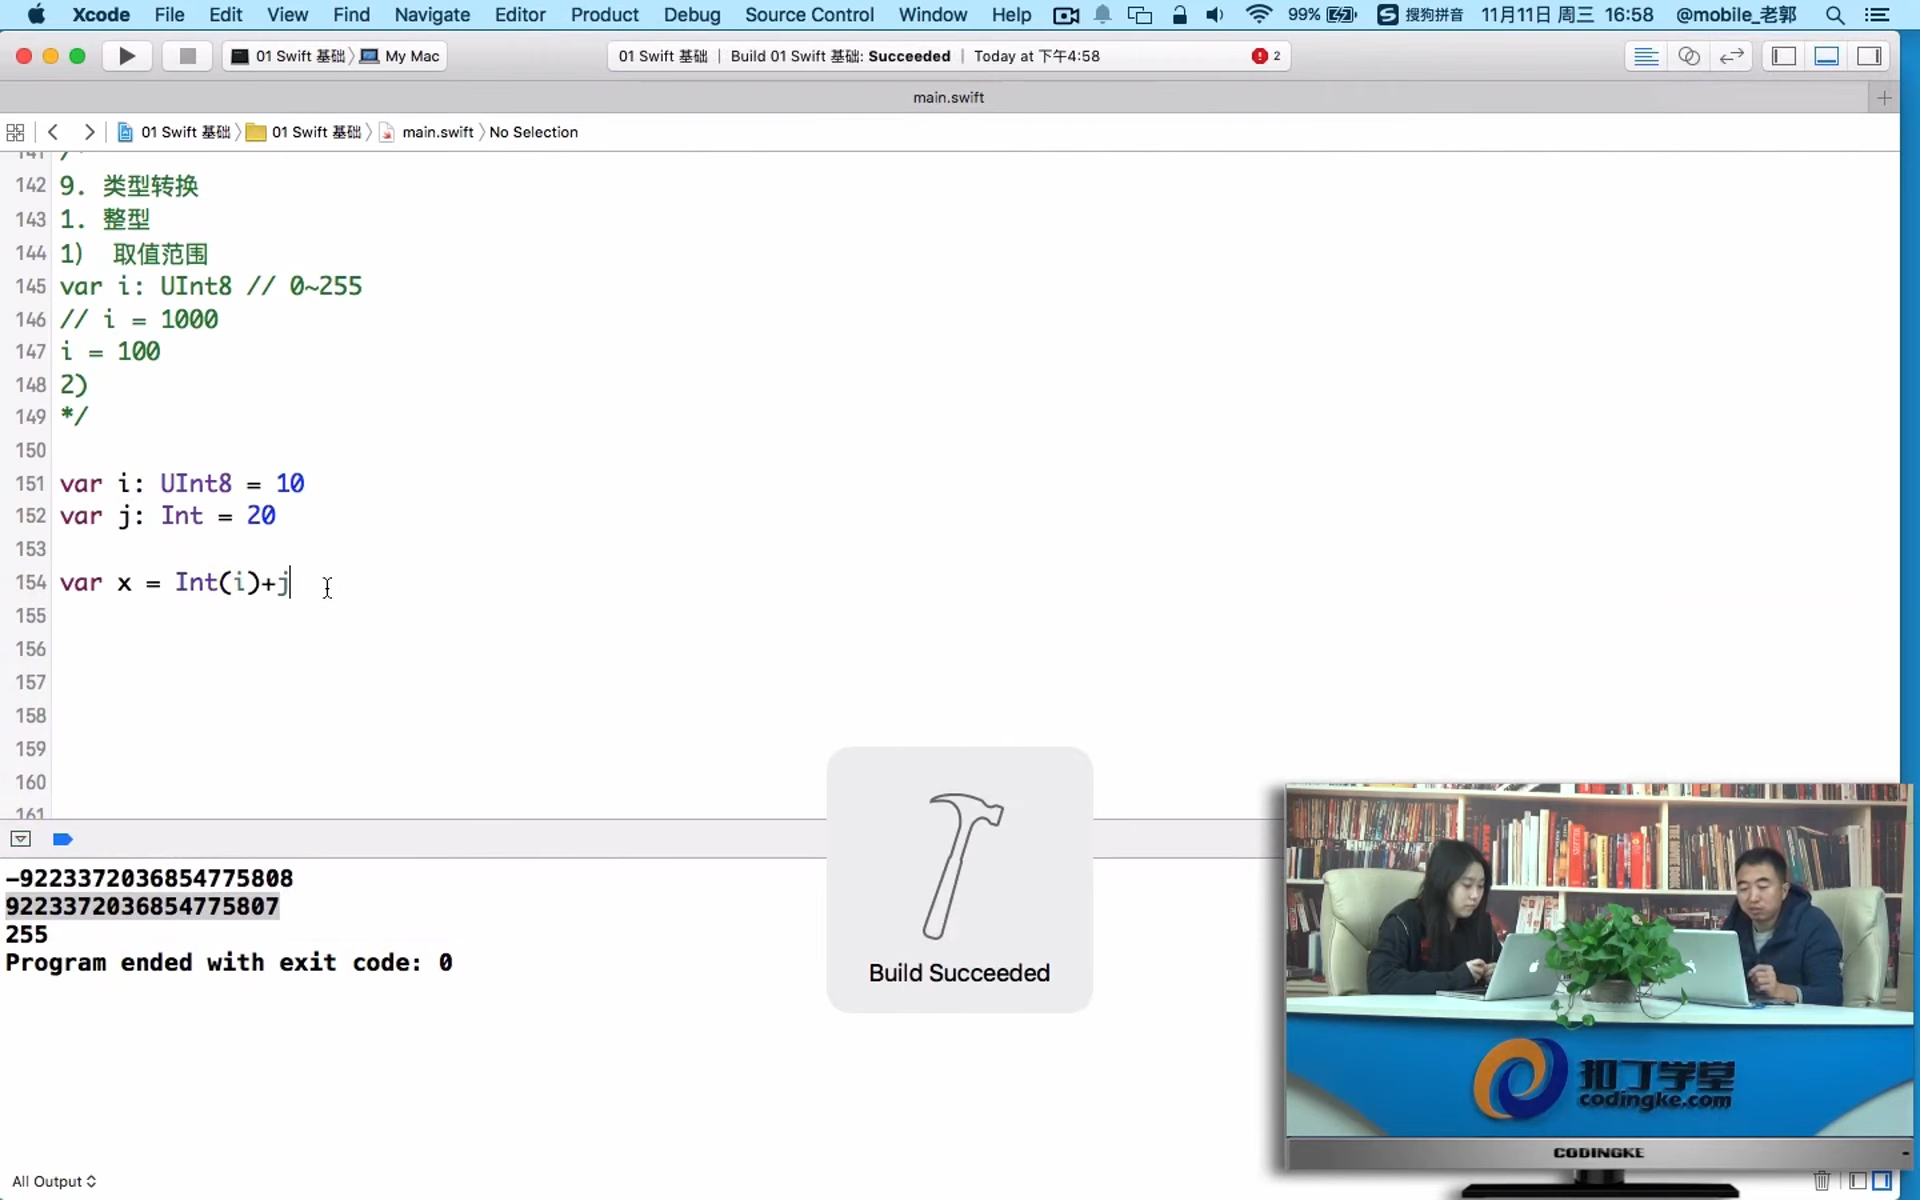 Xcode File Edit View Find Navigate Editor Product Debug Source Control Window Help 99% 搜狗拼音 11月11日 周三 16:58 @mobile_老郭
01 Swift 基础 〉 My Mac
01 Swift 基础 | Build 01 Swift 基础: Succeeded | Today at 下午4:58
2
main.swift
01 Swift 基础 〉 01 Swift 基础 〉 main.swift 〉 No Selection
141 /*
142 9. 类型转换
143 1. 整型
144 1) 取值范围
145 var i: UInt8 // 0~255
146 // i = 1000
147 i = 100
148 2)
149 */
150
151 var i: UInt8 = 10
152 var j: Int = 20
153
154 var x = Int(i)+j
155
156
157
158
159
160
161
-9223372036854775808
9223372036854775807
255
Program ended with exit code: 0
Build Succeeded
扣丁学堂
codingke.com
CODINGKE
All Output